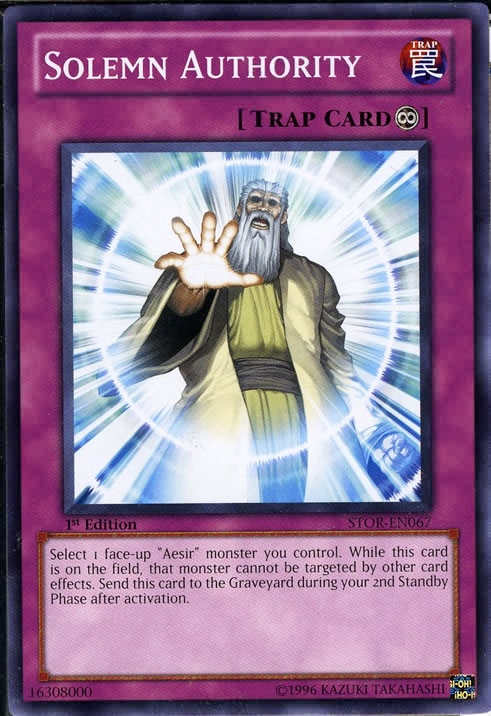 SOLEMN AUTHORITY
TRAP
罠
[TRAP CARD∞]
1st Edition
STOR-EN067
Select 1 face-up "Aesir" monster you control. While this card
is on the field, that monster cannot be targeted by other card
effects. Send this card to the Graveyard during your 2nd Standby
Phase after activation.
16308000
©1996 KAZUKI TAKAHASHI